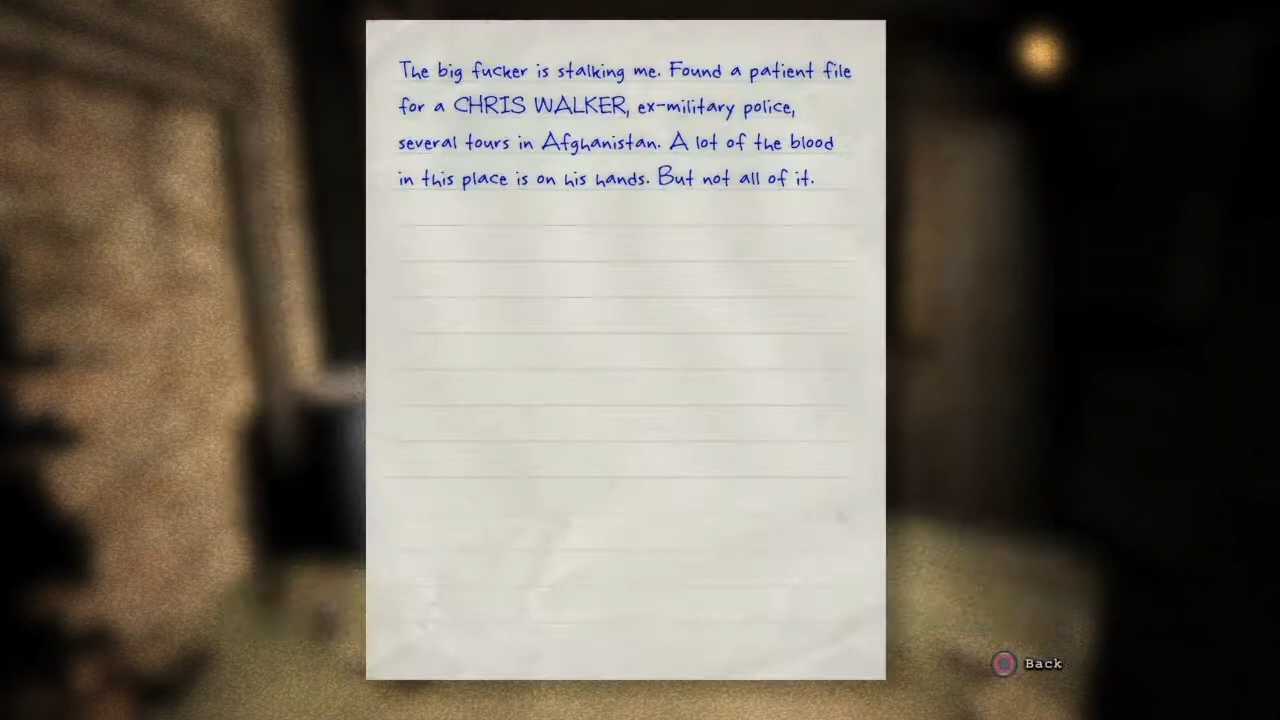 The big fucker is stalking me. Found a patient file
for a CHRIS WALKER, ex-military police,
several tours in Afghanistan. A lot of the blood
in this place is on his hands. But not all of it.
Back